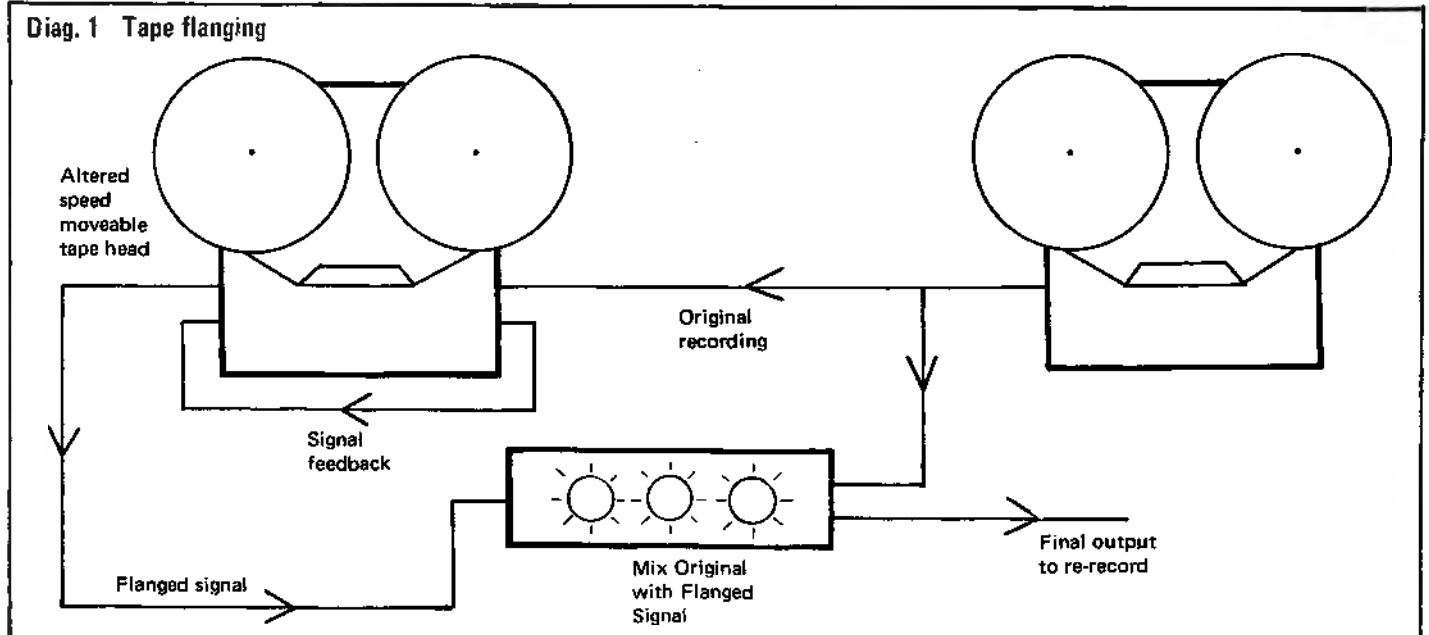 Diag. 1 Tape flanging
Altered
speed
moveable
tape head
Original
recording
Signal
feedback
Flanged signal
Mix Original
with Flanged
Signal
Final output
to re-record